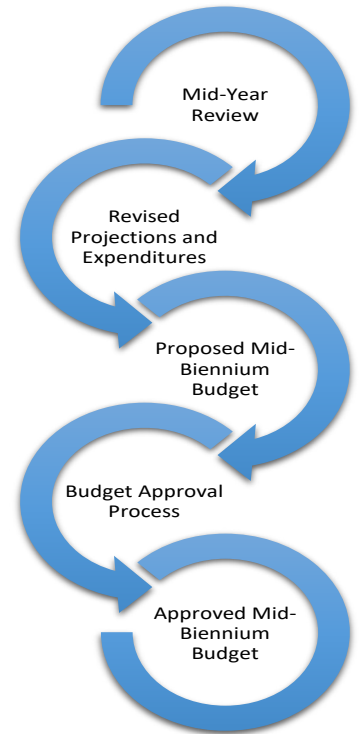 Mid-Year
Review
Revised
Projections and
Expenditures
Proposed Mid-
Biennium
Budget
Budget Approval
Process
Approved Mid-
Biennium
Budget